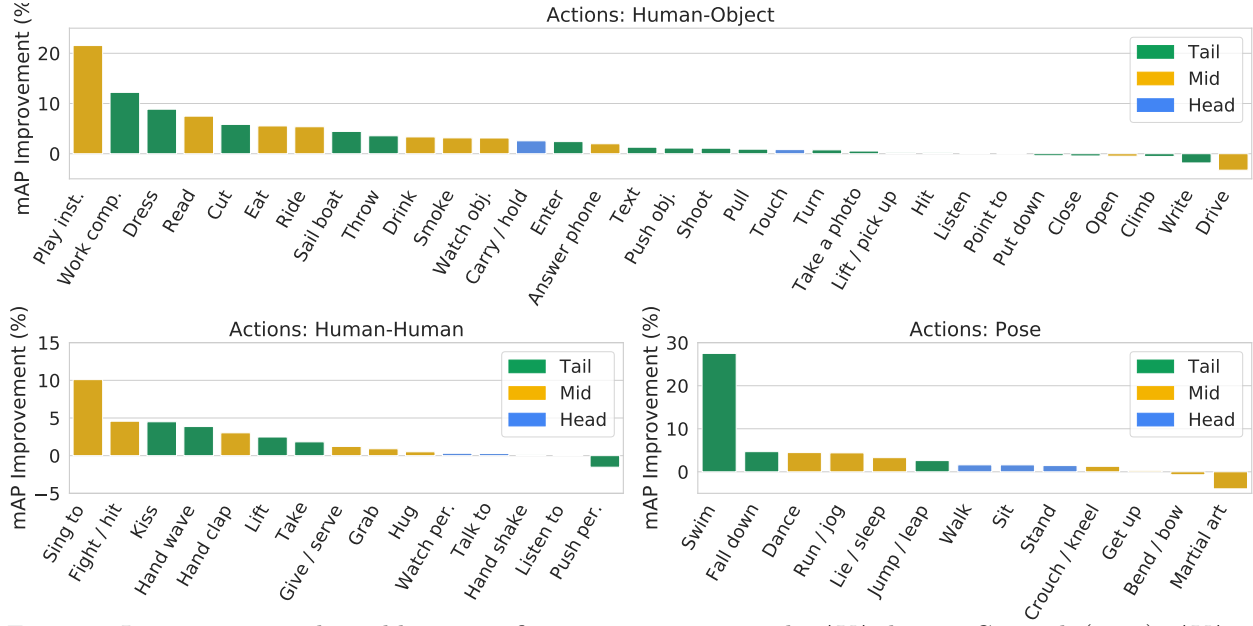 Actions: Human-Object
mAP Improvement (%
20
10
0
Tail
Mid
Head
Play inst.
Work comp.
Dress
Read
Cut
Eat
Ride
Sail boat
Throw
Drink
Smoke
Watch obj.
Carry / hold
Enter
Answer phone
Text
Push obj.
Shoot
Pull
Touch
Turn
Take a photo
Lift / pick up
Hit
Listen
Point to
Put down
Close
Open
Climb
Write
Drive
Actions: Human-Human
mAP Improvement (%)
15
10
5
0
−5
Tail
Mid
Head
Sing to
Fight / hit
Kiss
Hand wave
Hand clap
Lift
Take
Give / serve
Grab
Hug
Watch per.
Talk to
Hand shake
Listen to
Push per.
Actions: Pose
mAP Improvement (%)
30
20
10
0
Tail
Mid
Head
Swim
Fall down
Dance
Run / jog
Lie / sleep
Jump / leap
Walk
Sit
Stand
Crouch / kneel
Get up
Bend / bow
Martial art